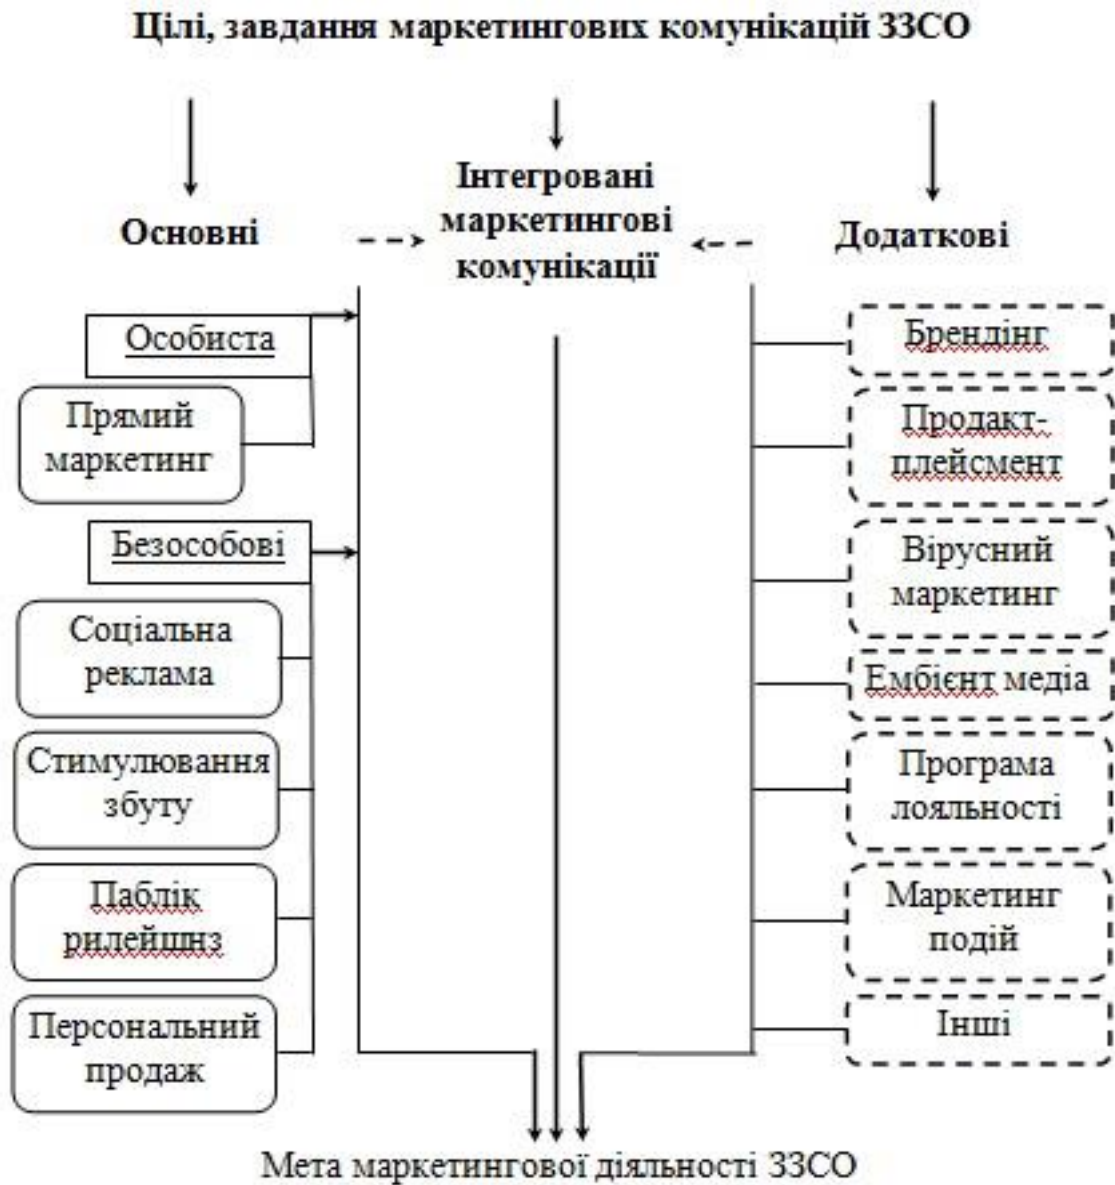 Цілі, завдання маркетингових комунікацій ЗЗСО
Основні
Інтегровані
маркетингові
комунікації
Додаткові
Особиста
Прямий
маркетинг
Безособові
Соціальна
реклама
Стимулювання
збуту
Паблік
рилейшнз
Персональний
продаж
Брендінг
Продакт-
плейсмент
Вірусний
маркетинг
Ембієнт медіа
Програма
лояльності
Маркетинг
подій
Інші
Мета маркетингової діяльності ЗЗСО